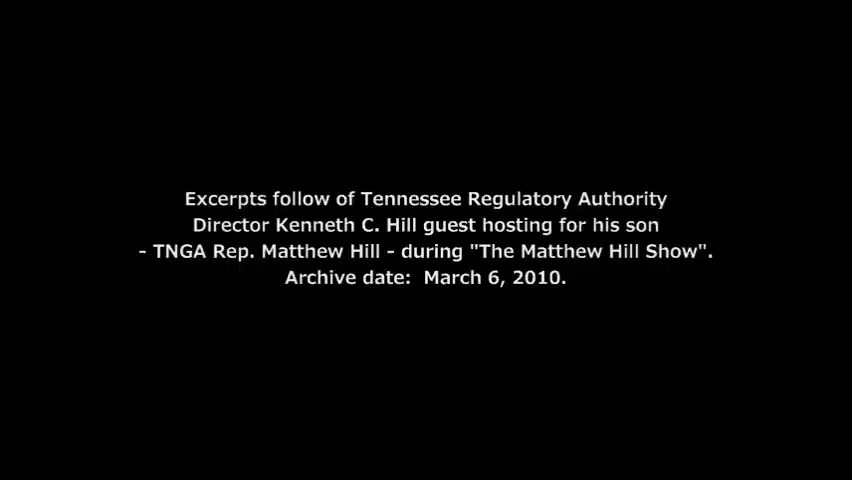 Excerpts follow of Tennessee Regulatory Authority
Director Kenneth C. Hill guest hosting for his son
- TNGA Rep. Matthew Hill - during "The Matthew Hill Show".
Archive date:  March 6, 2010.